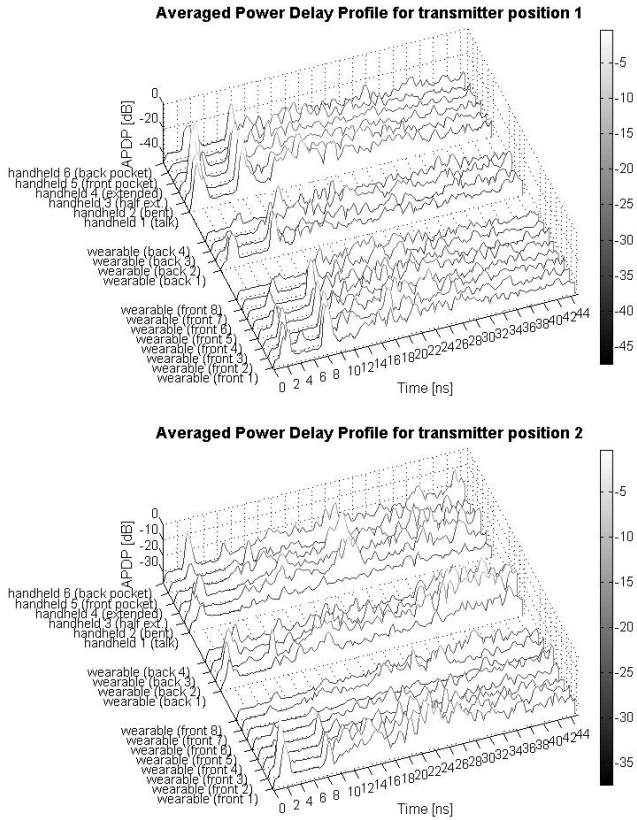 Averaged Power Delay Profile for transmitter position 1
0
-20
-40
APDP [dB]
handheld 6 (back pocket)
handheld 5 (front pocket)
handheld 4 (extended)
handheld 3 (half ext.)
handheld 2 (bent)
handheld 1 (talk)
wearable (back 4)
wearable (back 3)
wearable (back 2)
wearable (back 1)
wearable (front 8)
wearable (front 7)
wearable (front 6)
wearable (front 5)
wearable (front 4)
wearable (front 3)
wearable (front 2)
wearable (front 1)
0 2 4 6 8 10 12 14 16 18 20 22 24 26 28 30 32 34 36 38 40 42 44
Time [ns]
-5
-10
-15
-20
-25
-30
-35
-40
-45
Averaged Power Delay Profile for transmitter position 2
0
-10
-20
-30
APDP [dB]
handheld 6 (back pocket)
handheld 5 (front pocket)
handheld 4 (extended)
handheld 3 (half ext.)
handheld 2 (bent)
handheld 1 (talk)
wearable (back 4)
wearable (back 3)
wearable (back 2)
wearable (back 1)
wearable (front 8)
wearable (front 7)
wearable (front 6)
wearable (front 5)
wearable (front 4)
wearable (front 3)
wearable (front 2)
wearable (front 1)
0 2 4 6 8 10 12 14 16 18 20 22 24 26 28 30 32 34 36 38 40 42 44
Time [ns]
-5
-10
-15
-20
-25
-30
-35